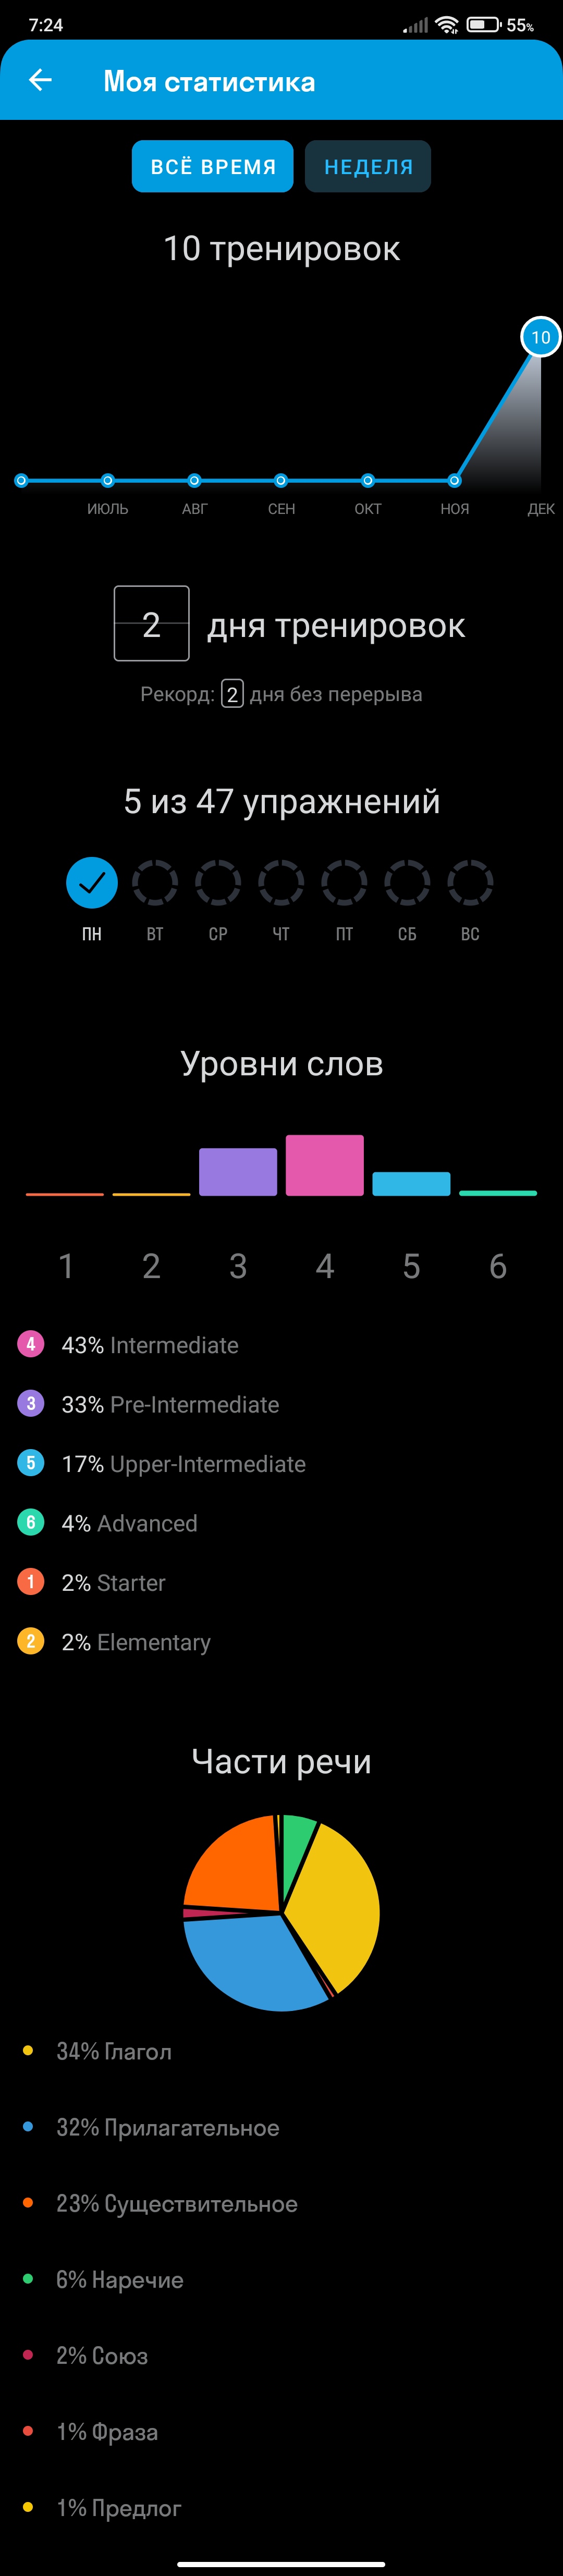 7:24
55%
Моя статистика
ВСЁ ВРЕМЯ НЕДЕЛЯ
10 тренировок
10
ИЮЛЬ АВГ СЕН ОКТ НОЯ ДЕК
2 дня тренировок
Рекорд: 2 дня без перерыва
5 из 47 упражнений
ПН ВТ СР ЧТ ПТ СБ ВС
Уровни слов
1 2 3 4 5 6
4 43% Intermediate
3 33% Pre-Intermediate
5 17% Upper-Intermediate
6 4% Advanced
1 2% Starter
2 2% Elementary
Части речи
34% Глагол
32% Прилагательное
23% Существительное
6% Наречие
2% Союз
1% Фраза
1% Предлог